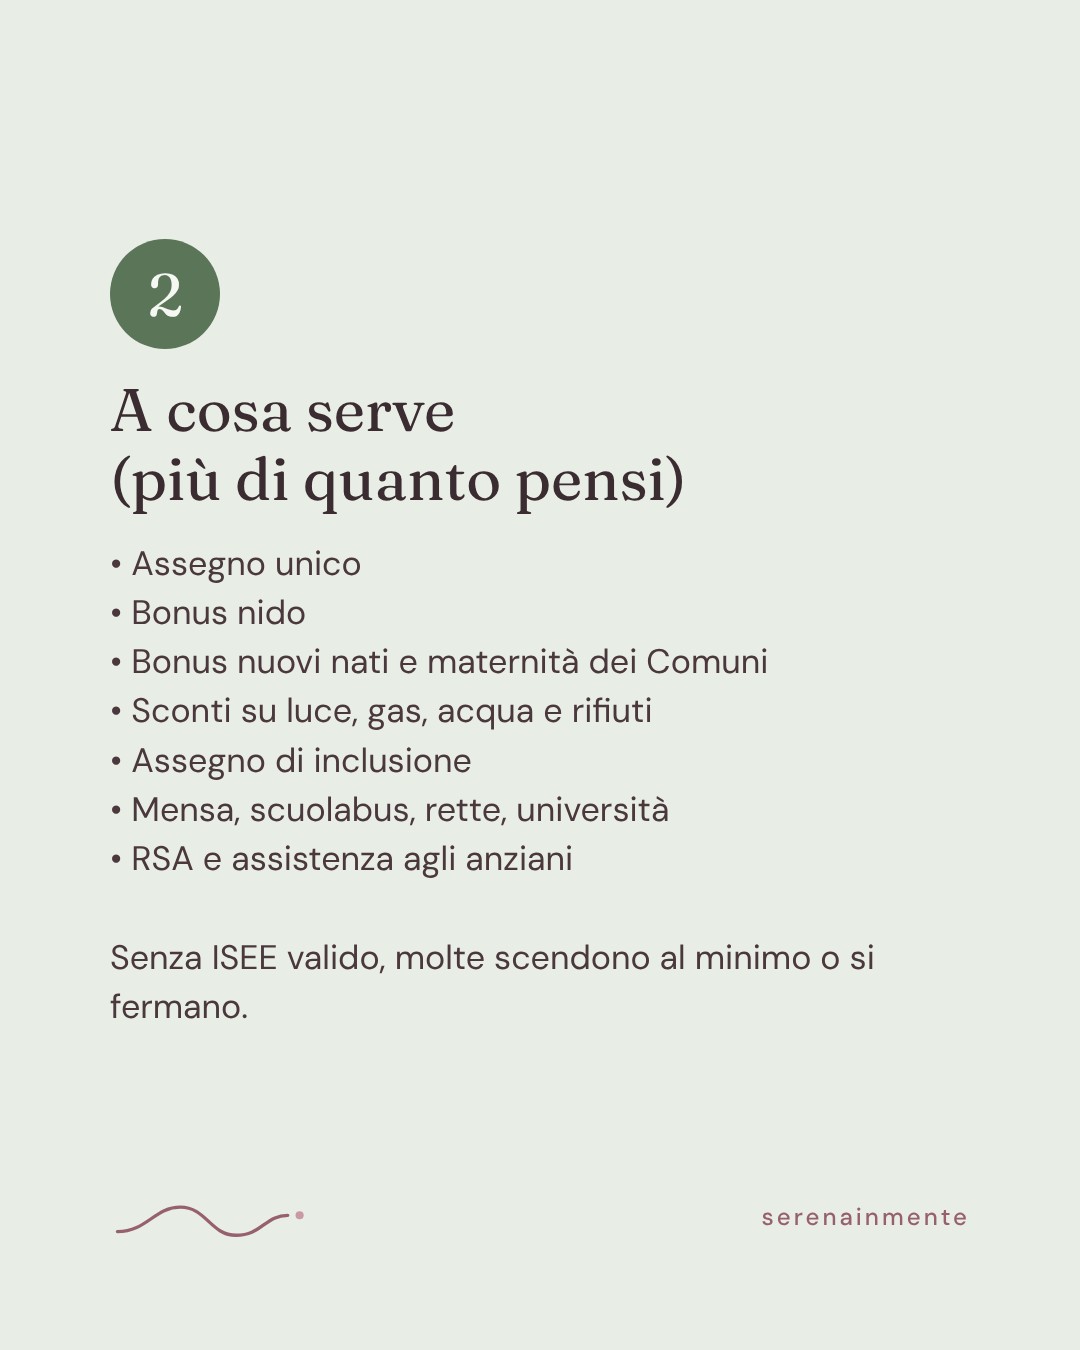 2
A cosa serve
(più di quanto pensi)
• Assegno unico
• Bonus nido
• Bonus nuovi nati e maternità dei Comuni
• Sconti su luce, gas, acqua e rifiuti
• Assegno di inclusione
• Mensa, scuolabus, rette, università
• RSA e assistenza agli anziani
Senza ISEE valido, molte scendono al minimo o si
fermano.
serenainmente